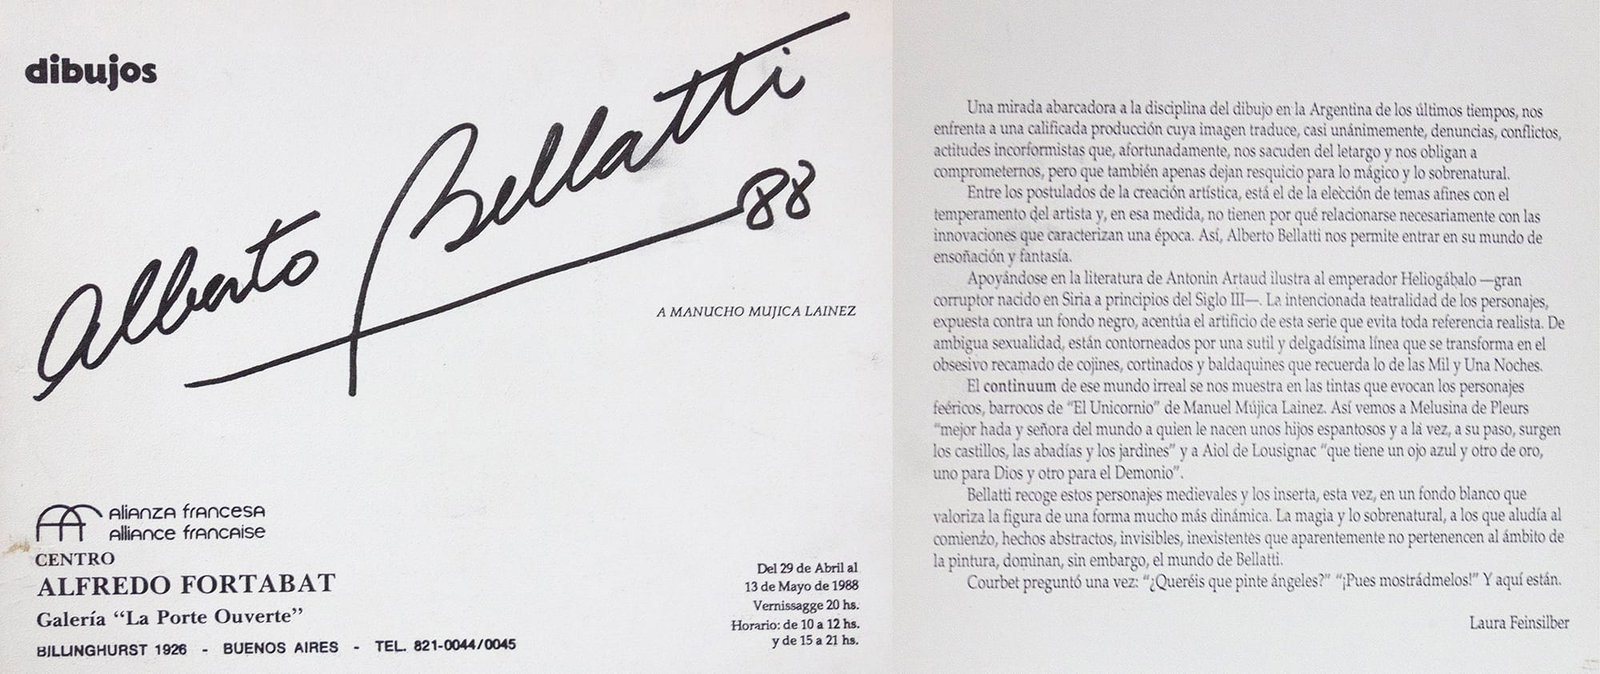 dibujos
Alberto Bellatti
88
A MANUCHO MUJICA LAINEZ
alianza francesa
alliance francaise
CENTRO
ALFREDO FORTABAT
Galería “La Porte Ouverte”
BILLINGHURST 1926 - BUENOS AIRES - TEL. 821-0044/0045
Del 29 de Abril al
13 de Mayo de 1988
Vernissagge 20 hs.
Horario: de 10 a 12 hs.
y de 15 a 21 hs.
Una mirada abarcadora a la disciplina del dibujo en la Argentina de los últimos tiempos, nos
enfrenta a una calificada producción cuya imagen traduce, casi unánimemente, denuncias, conflictos,
actitudes incorformistas que, afortunadamente, nos sacuden del letargo y nos obligan a
comprometernos, pero que también apenas dejan resquicio para lo mágico y lo sobrenatural.
Entre los postulados de la creación artística, está el de la elección de temas afines con el
temperamento del artista y, en esa medida, no tienen por qué relacionarse necesariamente con las
innovaciones que caracterizan una época. Así, Alberto Bellatti nos permite entrar en su mundo de
ensoñación y fantasía.
Apoyándose en la literatura de Antonin Artaud ilustra al emperador Heliogábalo —gran
corruptor nacido en Siria a principios del Siglo III—. La intencionada teatralidad de los personajes,
expuesta contra un fondo negro, acentúa el artificio de esta serie que evita toda referencia realista. De
ambigua sexualidad, están contorneados por una sutil y delgadísima línea que se transforma en el
obsesivo recamado de cojines, cortinados y baldaquines que recuerda lo de las Mil y Una Noches.
El continuum de ese mundo irreal se nos muestra en las tintas que evocan los personajes
feéricos, barrocos de “El Unicornio” de Manuel Mújica Lainez. Así vemos a Melusina de Pleurs
“mejor hada y señora del mundo a quien le nacen unos hijos espantosos y a la vez, a su paso, surgen
los castillos, las abadías y los jardines” y a Aiol de Lousignac “que tiene un ojo azul y otro de oro,
uno para Dios y otro para el Demonio”.
Bellatti recoge estos personajes medievales y los inserta, esta vez, en un fondo blanco que
valoriza la figura de una forma mucho más dinámica. La magia y lo sobrenatural, a los que aludía al
comienzo, hechos abstractos, invisibles, inexistentes que aparentemente no pertenencen al ámbito de
la pintura, dominan, sin embargo, el mundo de Bellatti.
Courbet preguntó una vez: “¿Queréis que pinte ángeles?” “¡Pues mostrádmelos!” Y aquí están.
Laura Feinsilber